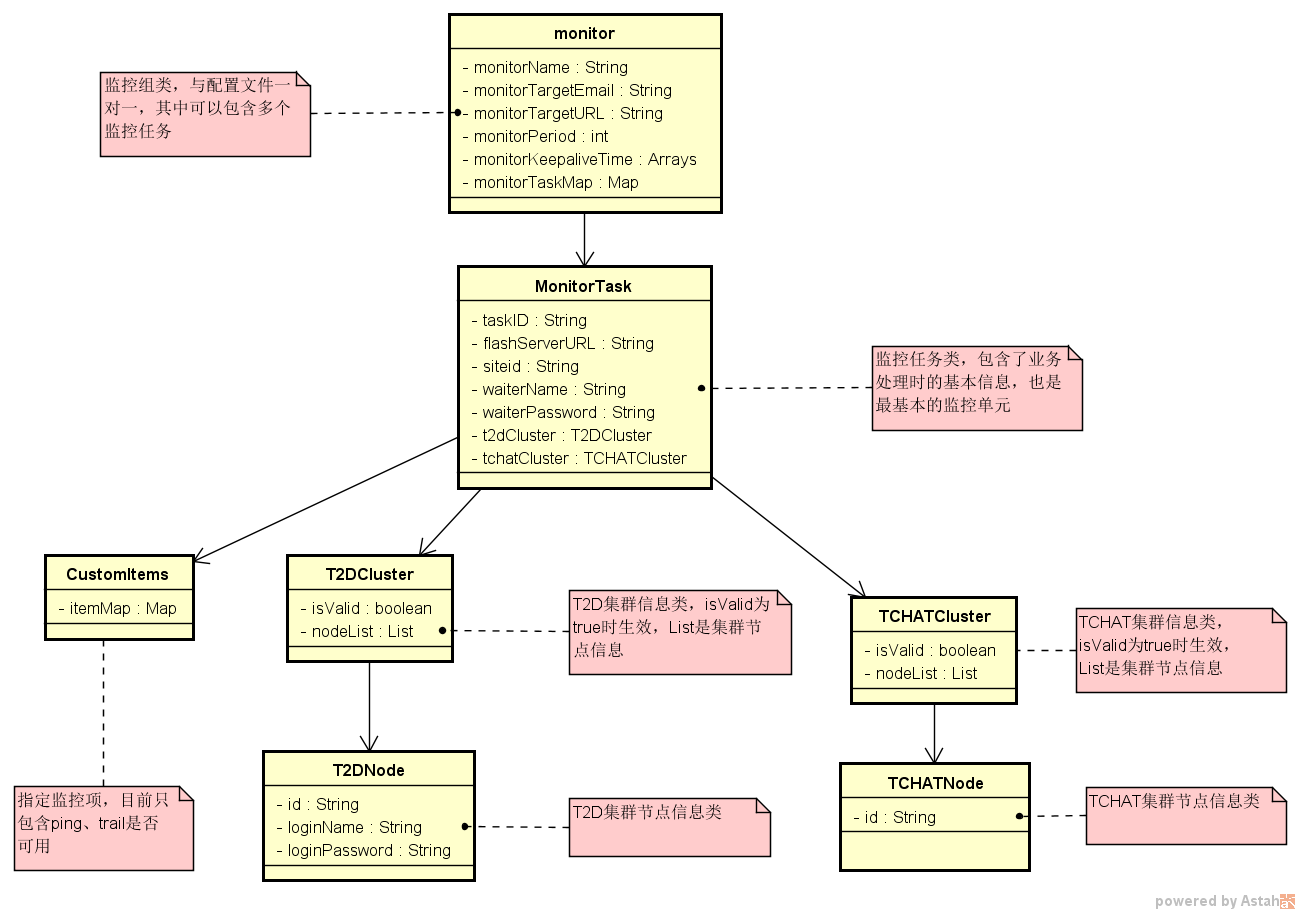 monitor
- monitorName : String
- monitorTargetEmail : String
- monitorTargetURL : String
- monitorPeriod : int
- monitorKeepaliveTime : Arrays
- monitorTaskMap : Map
监控组类，与配置文件一
对一，其中可以包含多个
监控任务
MonitorTask
- taskID : String
- flashServerURL : String
- siteid : String
- waiterName : String
- waiterPassword : String
- t2dCluster : T2DCluster
- tchatCluster : TCHATCluster
监控任务类，包含了业务
处理时的基本信息，也是
最基本的监控单元
CustomItems
- itemMap : Map
T2DCluster
- isValid : boolean
- nodeList : List
T2D集群信息类，isValid为
true时生效，List是集群节
点信息
TCHATCluster
- isValid : boolean
- nodeList : List
TCHAT集群信息类，
isValid为true时生效，
List是集群节点信息
指定监控项，目前只
包含ping、trail是否
可用
T2DNode
- id : String
- loginName : String
- loginPassword : String
T2D集群节点信息类
TCHATNode
- id : String
TCHAT集群节点信息类
powered by Astah